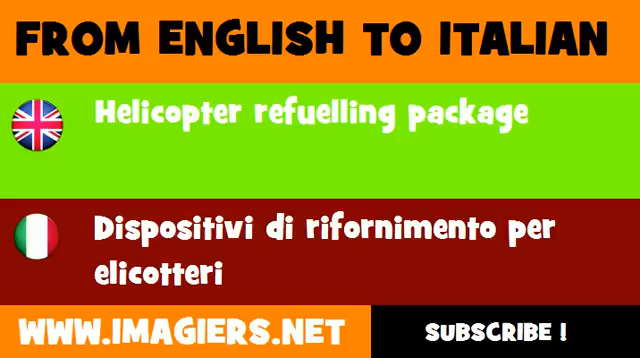 FROM ENGLISH TO ITALIAN
Helicopter refuelling package
Dispositivi di rifornimento per
elicotteri
WWW.IMAGIERS.NET
SUBSCRIBE !